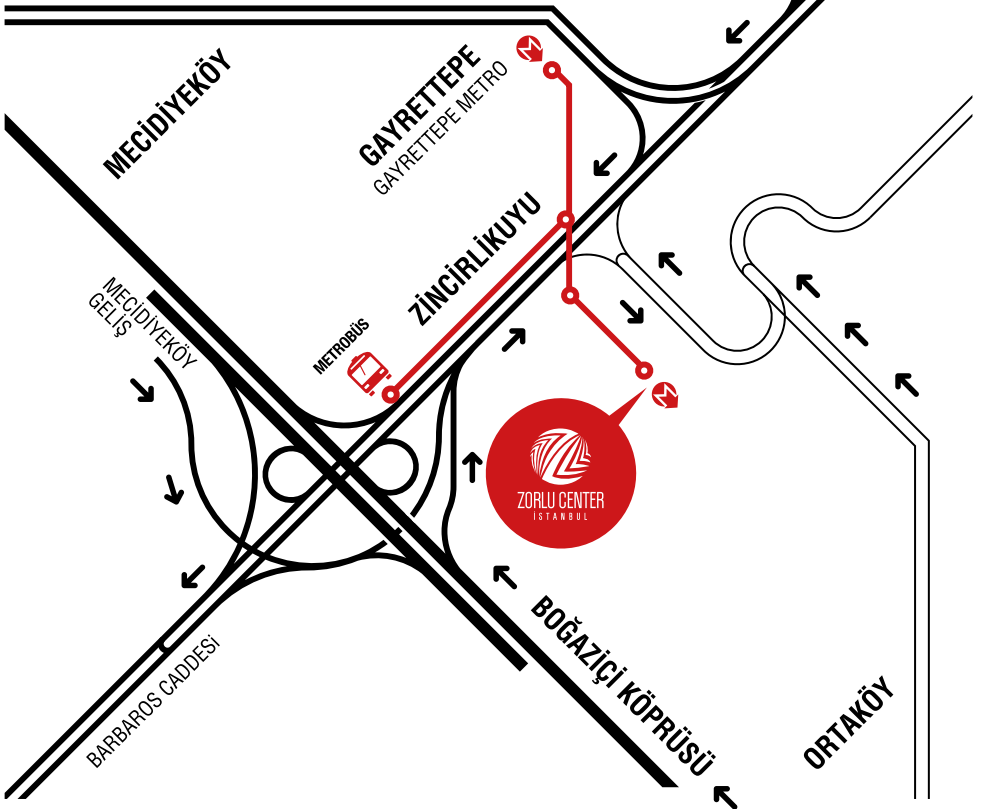 MECİDİYEKÖY
GAYRETTEPE
GAYRETTEPE METRO
M
ZİNCİRLİKUYU
MECİDİYEKÖY
GELİŞ
METROBÜS
M
ZORLU CENTER
İSTANBUL
BARBAROS CADDESİ
BOĞAZİÇİ KÖPRÜSÜ
ORTAKÖY